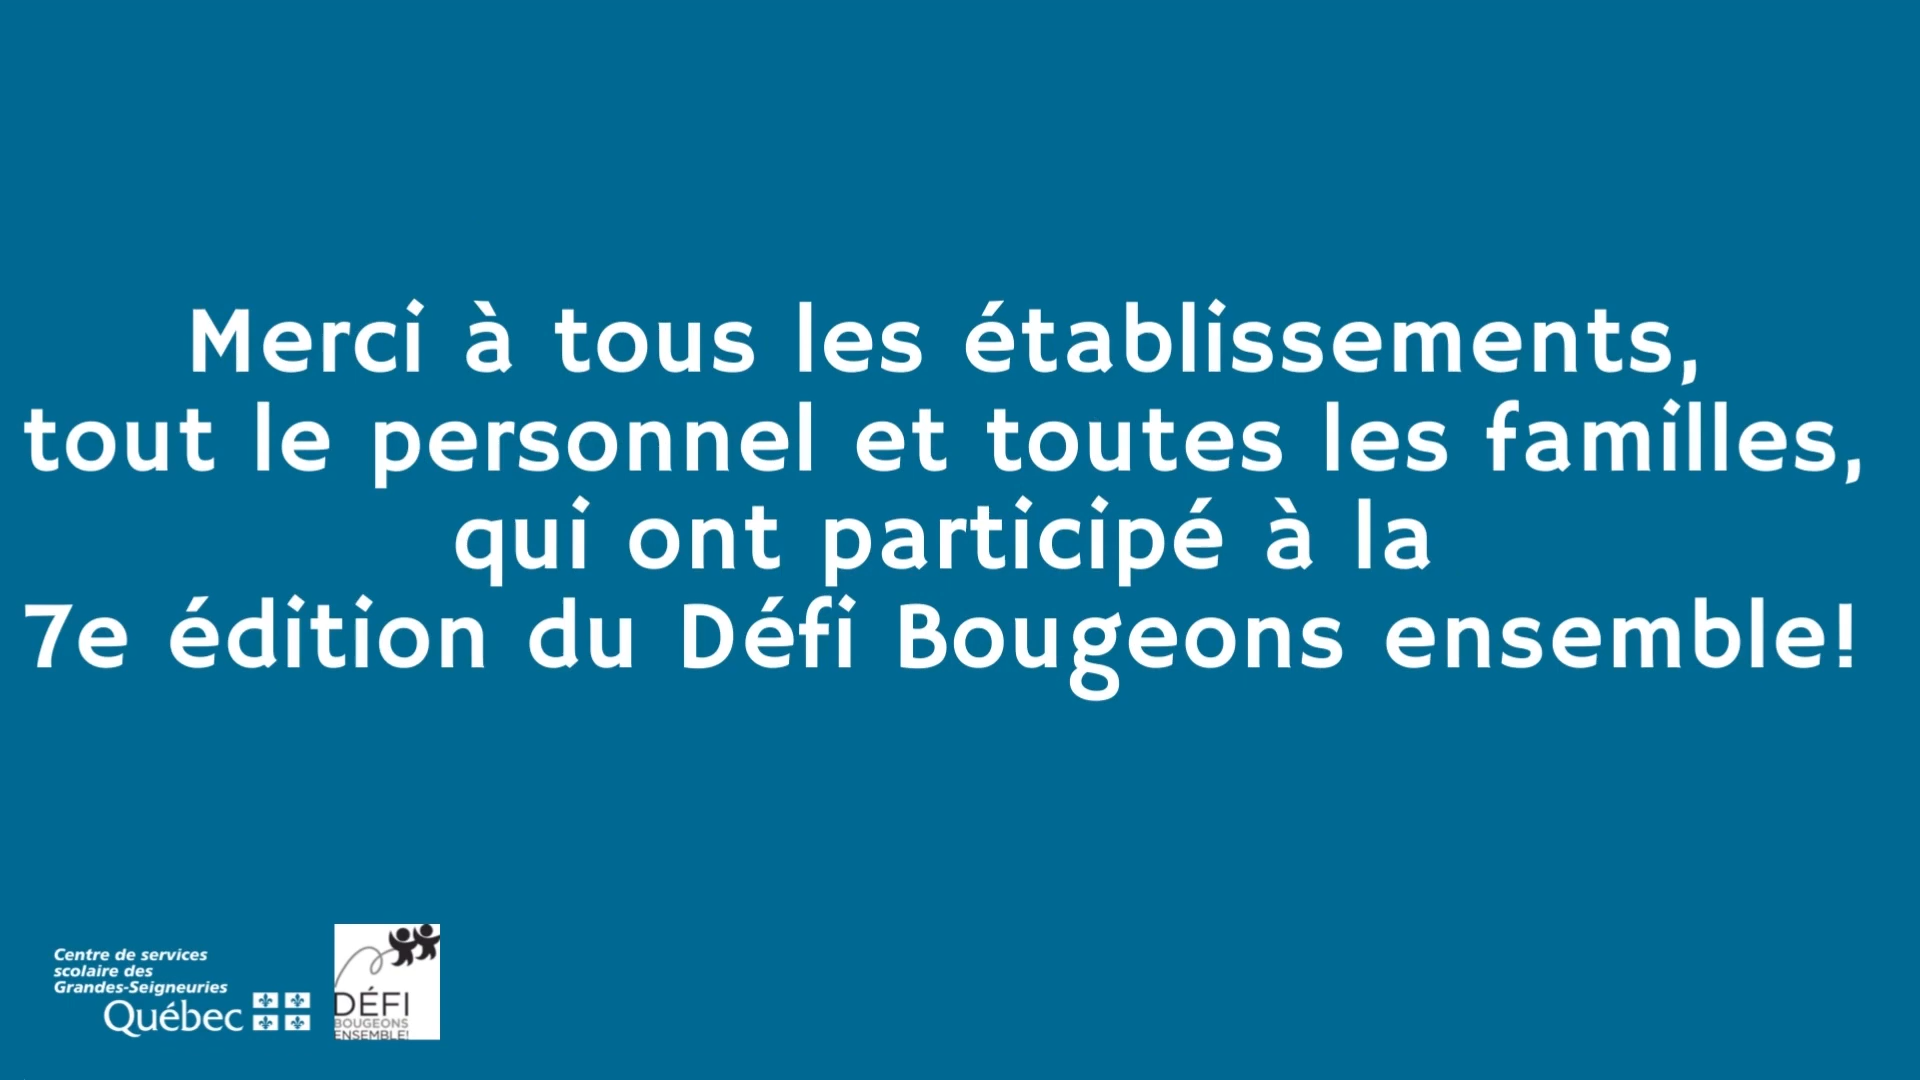 Merci à tous les établissements,
tout le personnel et toutes les familles,
qui ont participé à la
7e édition du Défi Bougeons ensemble!
Centre de services
scolaire des
Grandes-Seigneuries
Québec
DÉFI
BOUGEONS
ENSEMBLE!